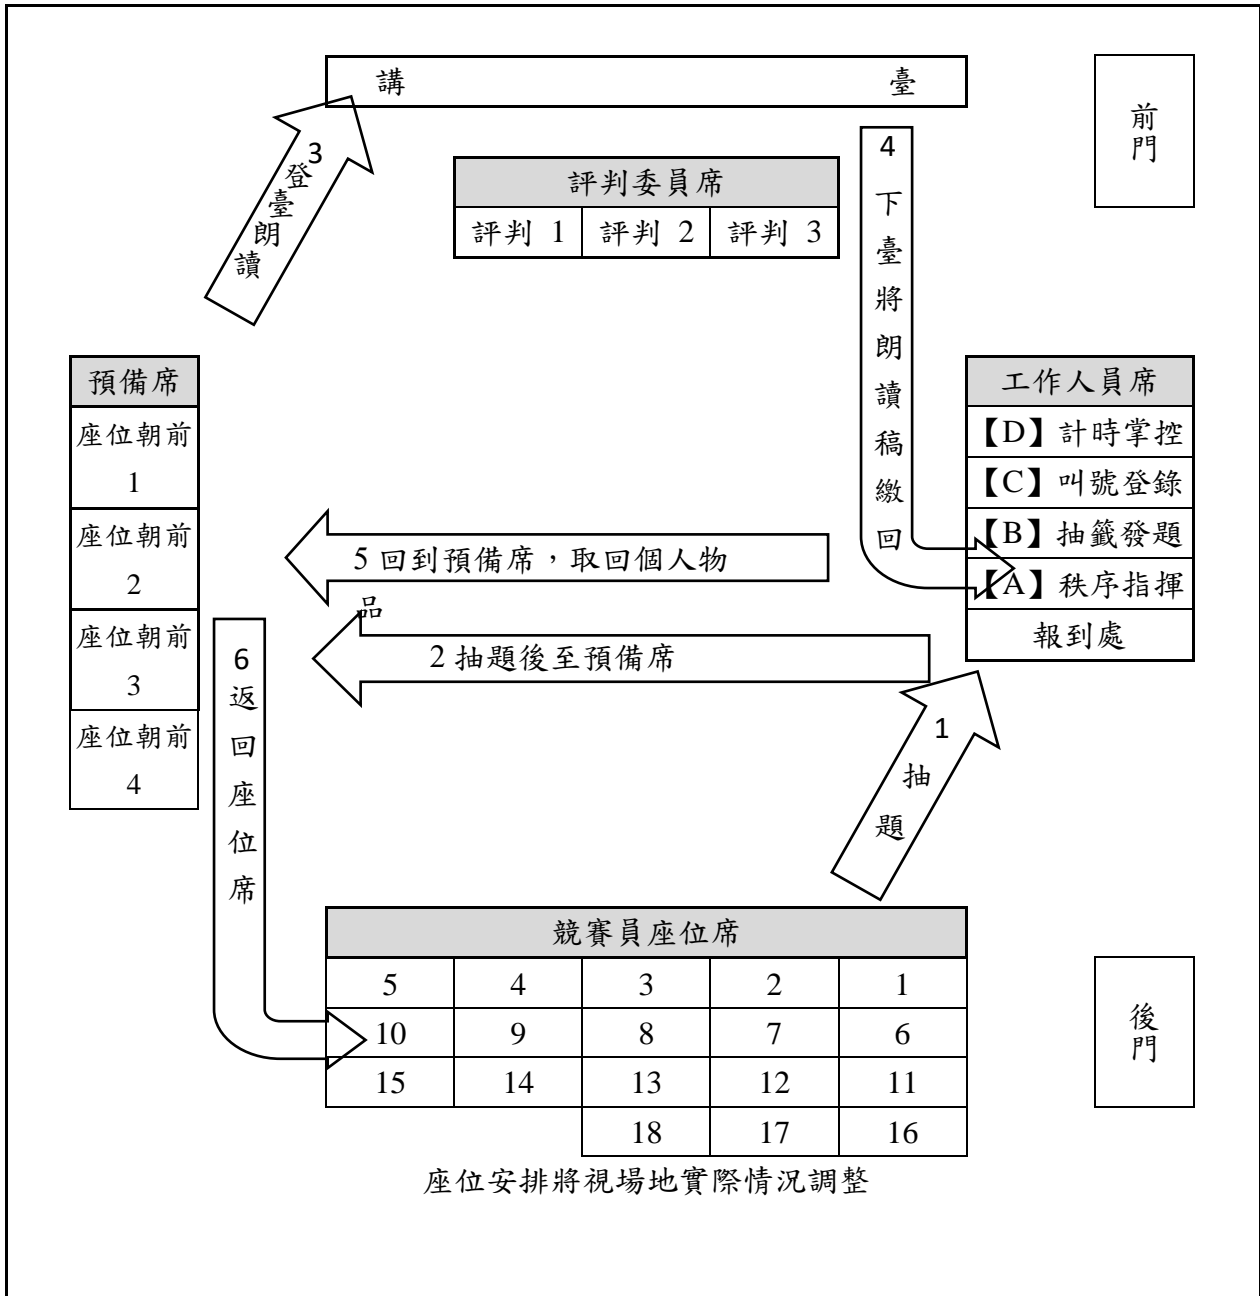 講 臺
前門
3登臺朗讀
評判委員席
評判 1 評判 2 評判 3
4下臺將朗讀稿繳回
預備席
座位朝前
1
座位朝前
2
座位朝前
3
座位朝前
4
工作人員席
【D】計時掌控
【C】叫號登錄
【B】抽籤發題
【A】秩序指揮
報到處
5 回到預備席，取回個人物
品
2 抽題後至預備席
1抽題
6返回座位席
競賽員座位席
5 4 3 2 1
10 9 8 7 6
15 14 13 12 11
18 17 16
後門
座位安排將視場地實際情況調整